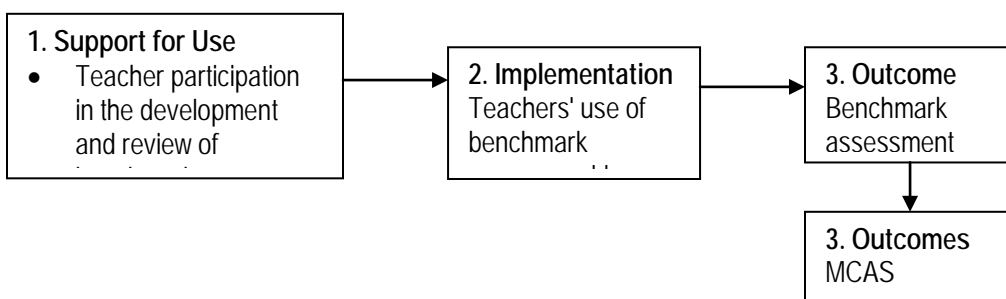 1. Support for Use
• Teacher participation
in the development
and review of
2. Implementation
Teachers' use of
benchmark
3. Outcome
Benchmark
assessment
3. Outcomes
MCAS